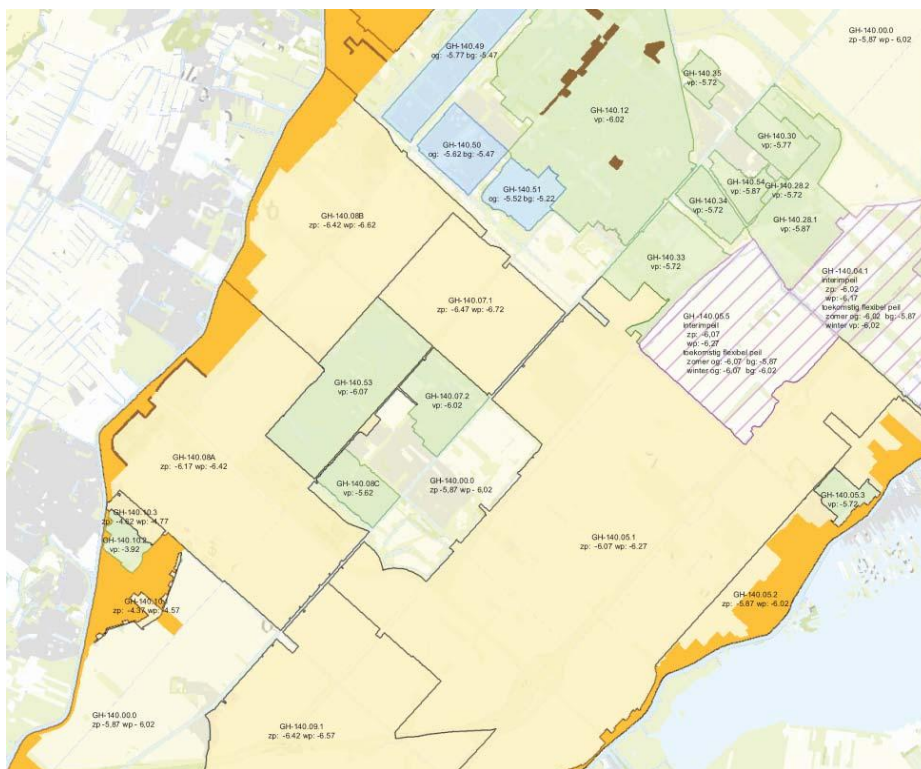 GH-140.49
og: -5.77 bg: -5.47
GH-140.00.0
zp -5,87 wp - 6,02
GH-140.35
vp: -5.72
GH-140.12
vp: -6.02
GH-140.30
vp: -5.77
GH-140.50
og: -5.62 bg: -5.47
GH-140.51
og: -5.52 bg: -5.22
GH-140.54
vp: -5.87
GH-140.28.2
vp: -5.72
GH-140.34
vp: -5.72
GH-140.28.1
vp: -5.87
GH-140.08B
zp: -6.42 wp: -6.62
GH-140.33
vp: -5.72
GH -140.04.1
interimpeil
zp: -6,02
wp: -6,17
toekomstig flexibel peil
zomer og: -6,02 bg: -5,87
winter vp: -6,02
GH-140.07.1
zp: -6.47 wp: -6.72
GH -140.05.5
interimpeil
zp: -6,07
wp: -6,27
toekomstig flexibel peil
zomer og: -6,07 bg: -5,87
winter og: -6,07 bg: -6,02
GH-140.53
vp: -6.07
GH-140.07.2
vp: -6.02
GH-140.08A
zp: -6.17 wp: -6.42
GH-140.08C
vp: -5.62
GH-140.00.0
zp -5,87 wp - 6,02
GH-140.05.3
vp: -5.72
GH-140.10.3
zp: -4.62 wp: -4.77
GH-140.10.2
vp: -3.92
GH-140.05.1
zp: -6.07 wp: -6.27
GH-140.10.
zp: -4.37 wp: -4.57
GH-140.05.2
zp: -5.87 wp: -6.02
GH-140.00.0
zp -5,87 wp - 6,02
GH-140.09.1
zp: -6.42 wp: -6.57